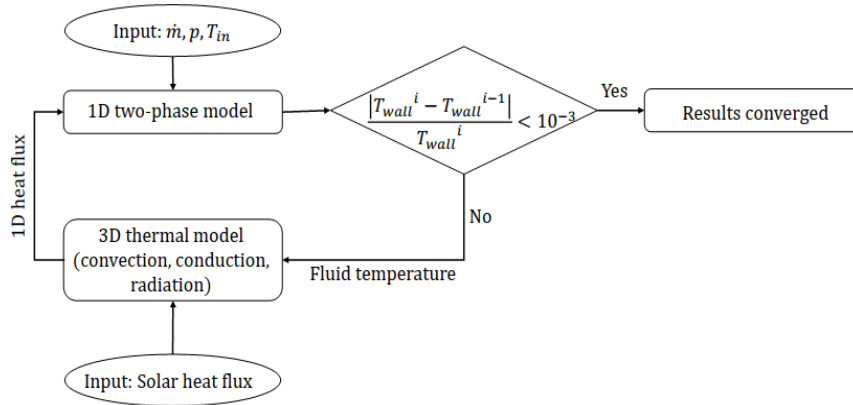 Input: ṁ, p, T_in
1D two-phase model
|T_wall^i − T_wall^{i−1}| / T_wall^i < 10^{−3}
Yes
Results converged
No
Fluid temperature
1D heat flux
3D thermal model
(convection, conduction,
radiation)
Input: Solar heat flux